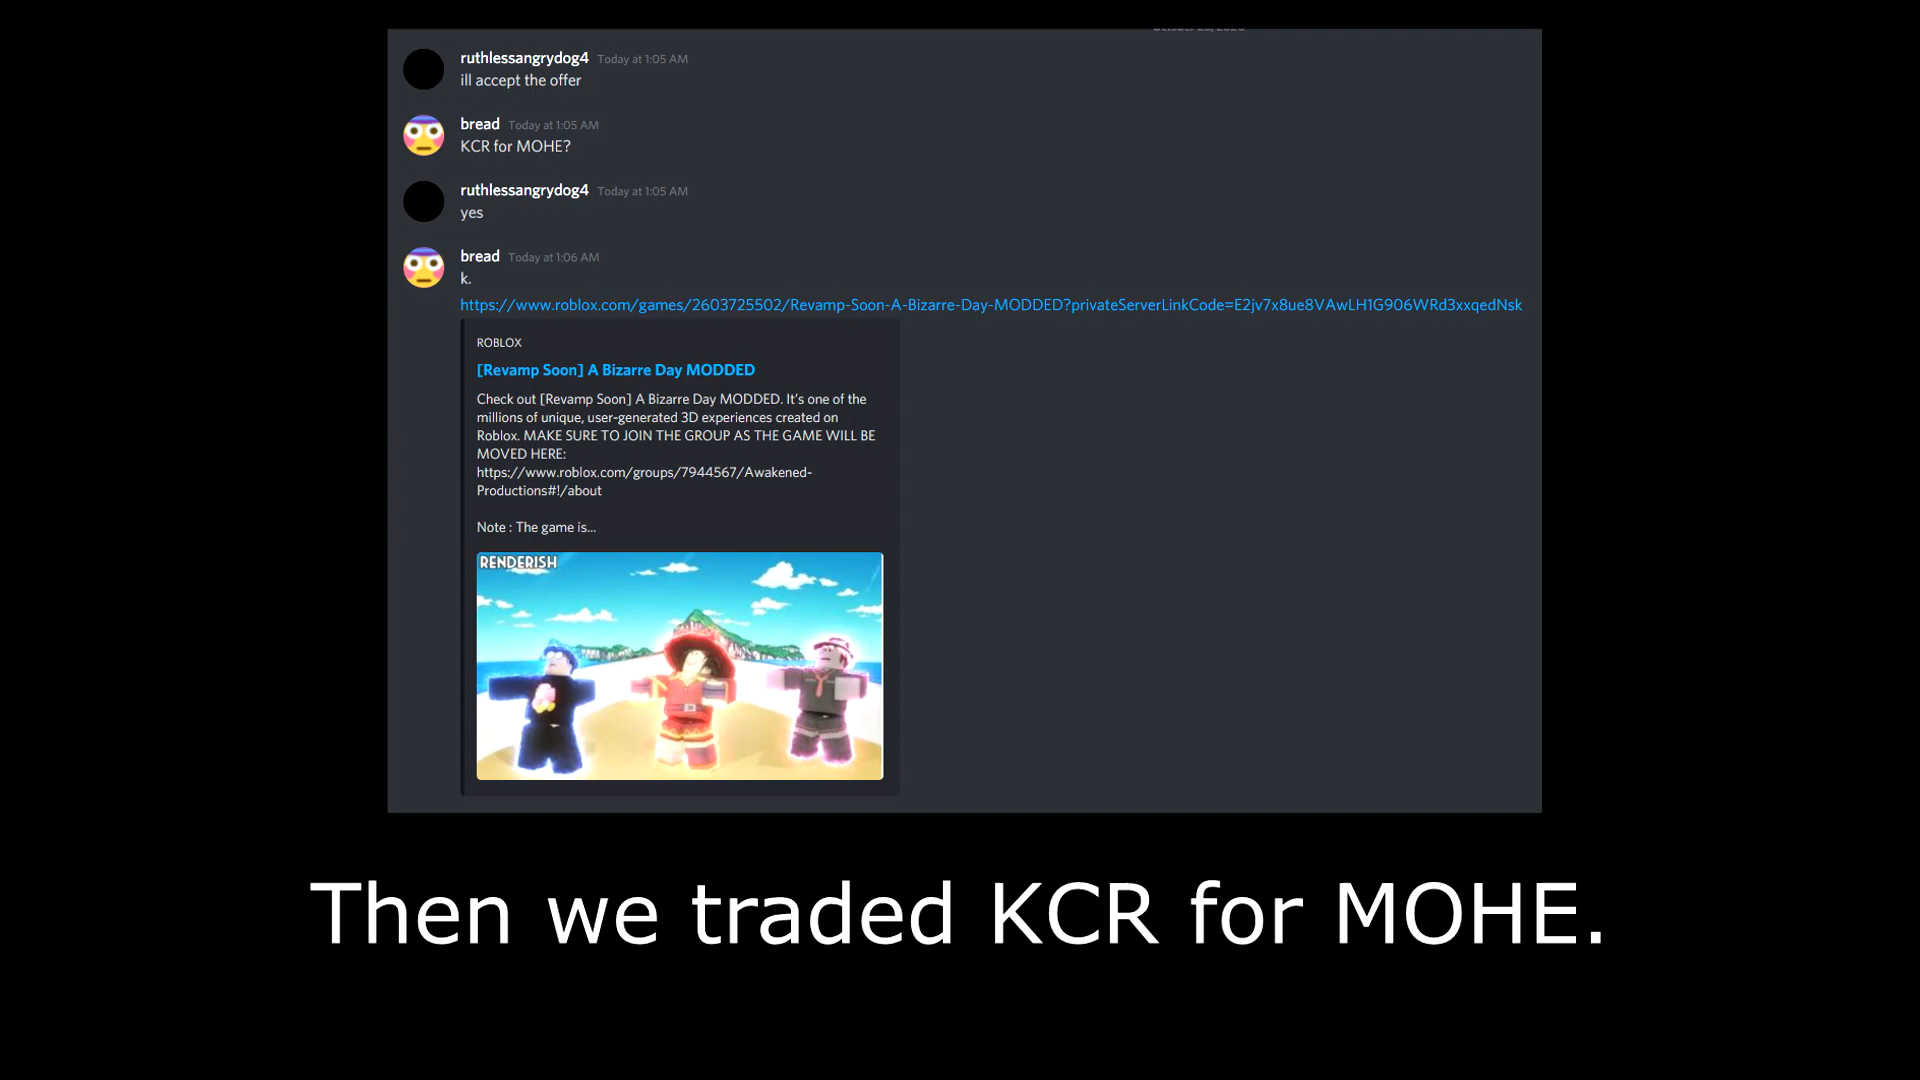 October 28, 2020
ruthlessangrydog4 Today at 1:05 AM
ill accept the offer
bread Today at 1:05 AM
KCR for MOHE?
ruthlessangrydog4 Today at 1:05 AM
yes
bread Today at 1:06 AM
k.
https://www.roblox.com/games/2603725502/Revamp-Soon-A-Bizarre-Day-MODDED?privateServerLinkCode=E2jv7x8ue8VAwLH1G906WRd3xxqedNsk
ROBLOX
[Revamp Soon] A Bizarre Day MODDED
Check out [Revamp Soon] A Bizarre Day MODDED. It's one of the
millions of unique, user-generated 3D experiences created on
Roblox. MAKE SURE TO JOIN THE GROUP AS THE GAME WILL BE
MOVED HERE:
https://www.roblox.com/groups/7944567/Awakened-
Productions#!/about
Note : The game is...
RENDERISH
Then we traded KCR for MOHE.